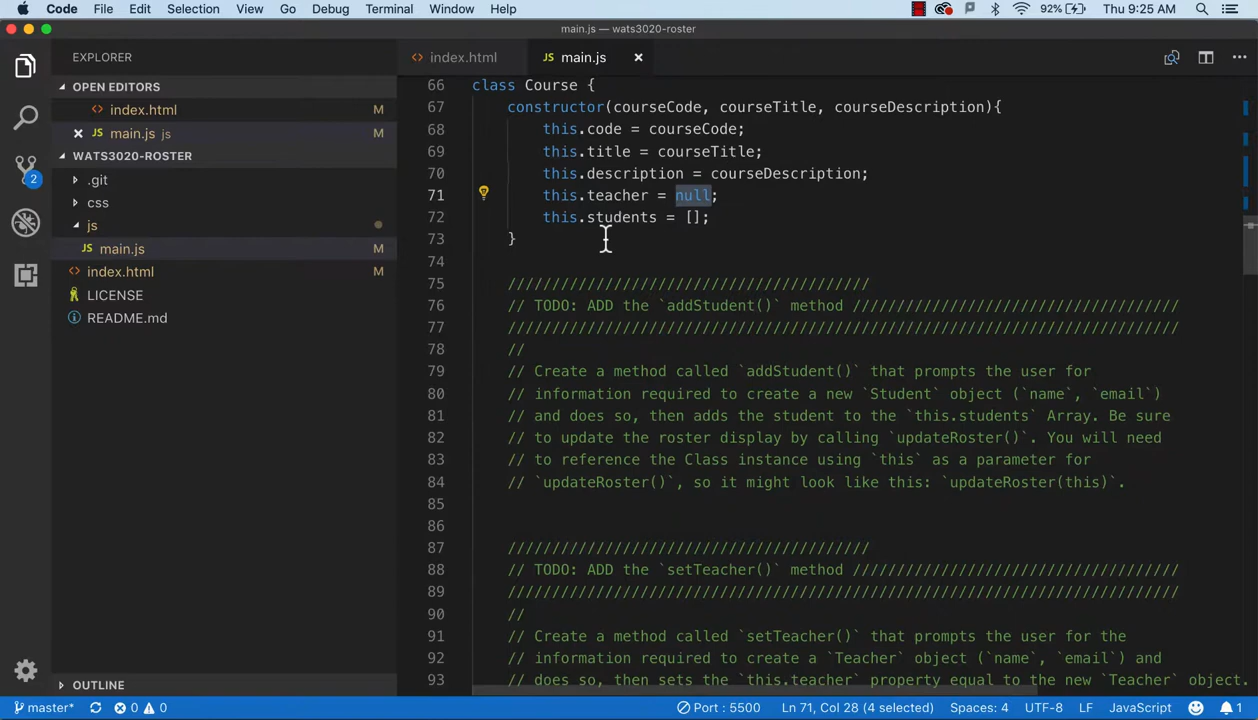 Code File Edit Selection View Go Debug Terminal Window Help 92% Thu 9:25 AM
main.js — wats3020-roster
EXPLORER
OPEN EDITORS
<> index.html M
JS main.js js
WATS3020-ROSTER
.git
css
js
JS main.js M
<> index.html M
LICENSE
README.md
OUTLINE
2
<> index.html
JS main.js
66 class Course {
67 constructor(courseCode, courseTitle, courseDescription){
68 this.code = courseCode;
69 this.title = courseTitle;
70 this.description = courseDescription;
71 this.teacher = null;
72 this.students = [];
73 }
74
75 /////////////////////////////////////////
76 // TODO: ADD the `addStudent()` method /////////////////////////////////////
77 ////////////////////////////////////////////////////////////////////////////
78 //
79 // Create a method called `addStudent()` that prompts the user for
80 // information required to create a new `Student` object (`name`, `email`)
81 // and does so, then adds the student to the `this.students` Array. Be sure
82 // to update the roster display by calling `updateRoster()`. You will need
83 // to reference the Class instance using `this` as a parameter for
84 // `updateRoster()`, so it might look like this: `updateRoster(this)`.
85
86
87 /////////////////////////////////////////
88 // TODO: ADD the `setTeacher()` method /////////////////////////////////////
89 ////////////////////////////////////////////////////////////////////////////
90 //
91 // Create a method called `setTeacher()` that prompts the user for the
92 // information required to create a `Teacher` object (`name`, `email`) and
93 // does so, then sets the `this.teacher` property equal to the new `Teacher` object.
master* 0 0 Port : 5500 Ln 71, Col 28 (4 selected) Spaces: 4 UTF-8 LF JavaScript 1